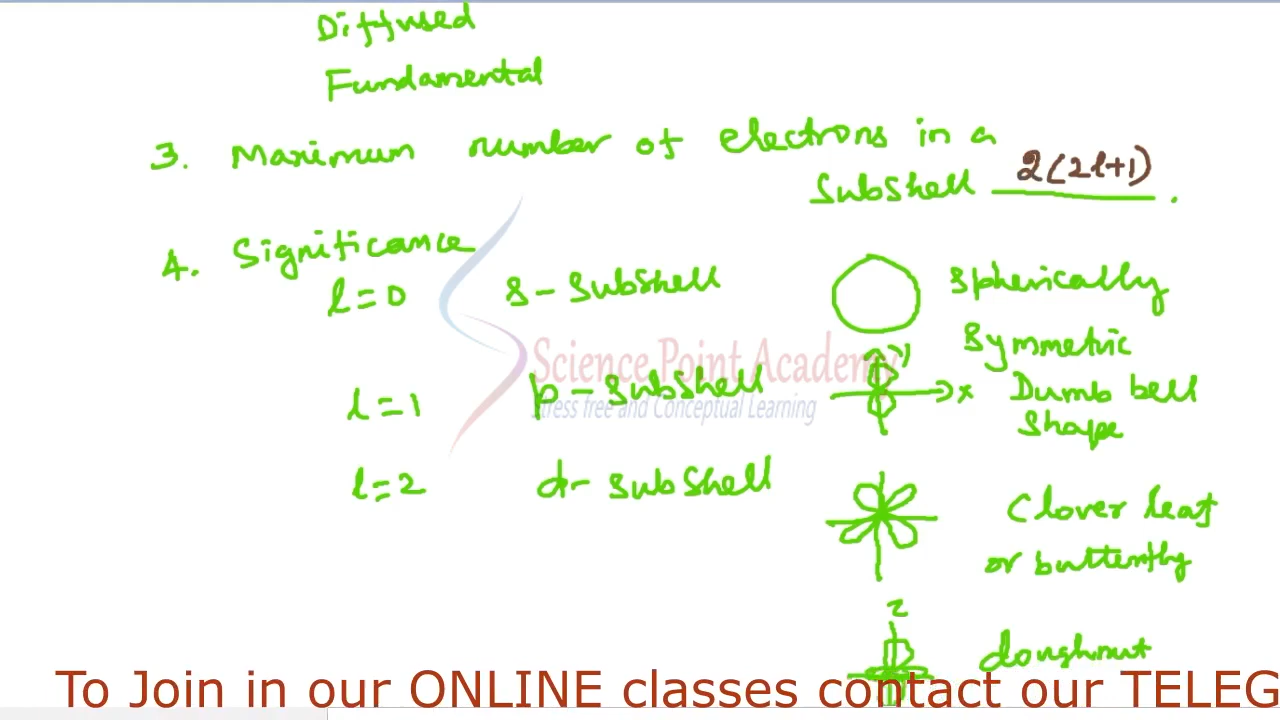 Diffused
Fundamental
3. Maximum number of electrons in a
Subshell 2(2l+1).
4. Significance
l=0 s - Subshell Spherically
Symmetric
Science Point Academy
Stress free and Conceptual Learning
l=1 p - Subshell y x Dumb bell
Shape
l=2 d- subshell Clover leaf
or butterfly
z
doughnut
To Join in our ONLINE classes contact our TELEG